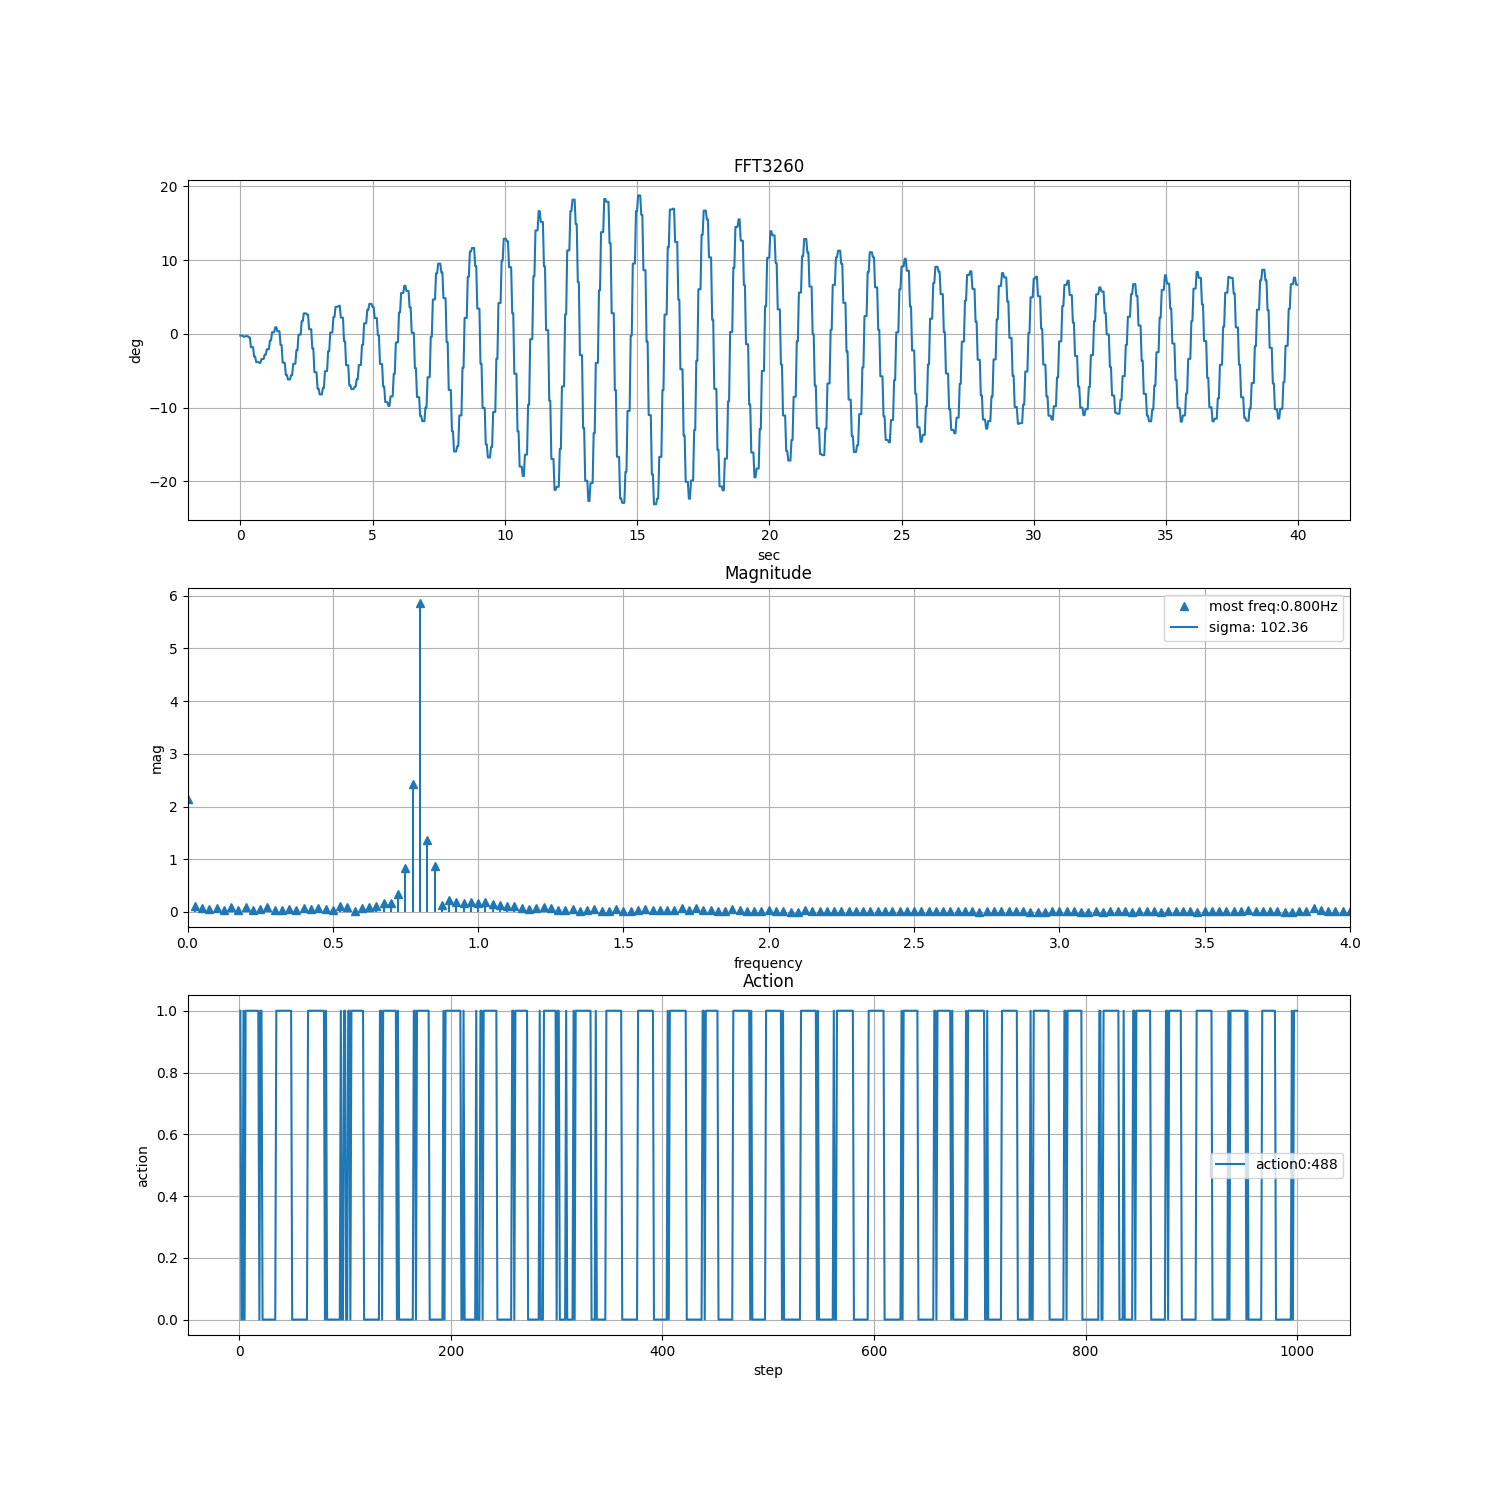 FFT3260
20
10
0
−10
−20
deg
0 5 10 15 20 25 30 35 40
sec
Magnitude
6
5
4
3
2
1
0
mag
most freq:0.800Hz
sigma: 102.36
0.0 0.5 1.0 1.5 2.0 2.5 3.0 3.5 4.0
frequency
Action
1.0
0.8
0.6
0.4
0.2
0.0
action
action0:488
0 200 400 600 800 1000
step